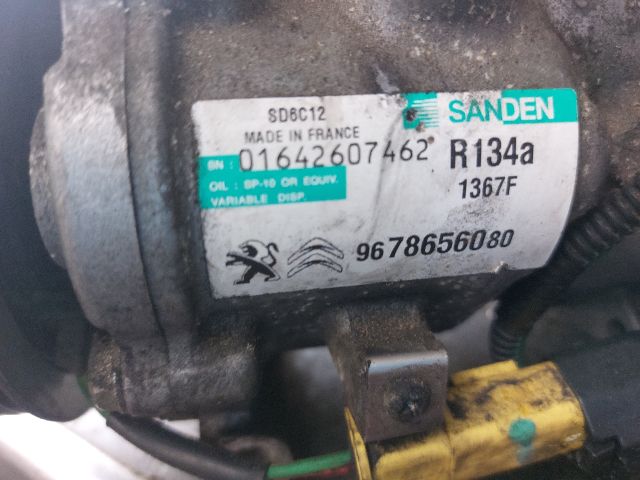 SD6C12
SANDEN
MADE IN FRANCE
SN: 01642607462
R134a
OIL: SP-10 OR EQUIV.
VARIABLE DISP.
1367F
9678656080